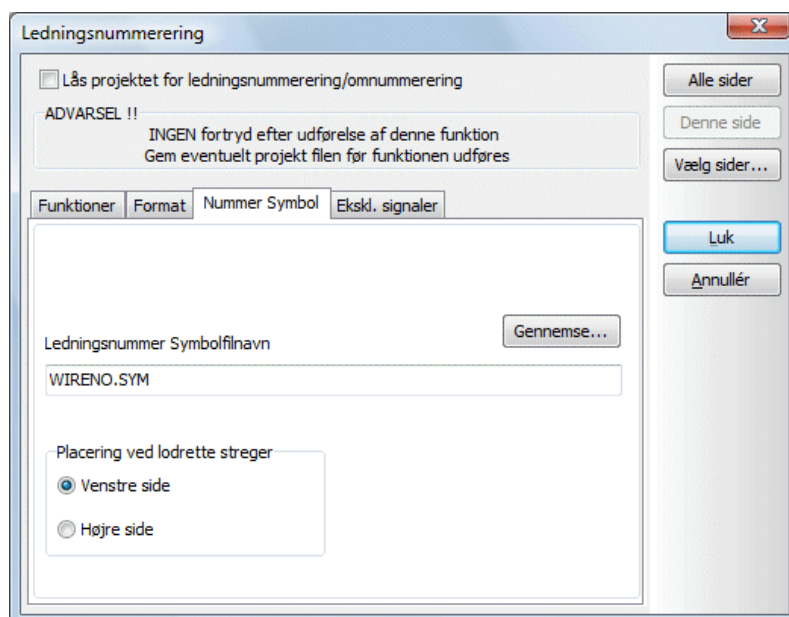 Ledningsnummerering
Lås projektet for ledningsnummerering/omnummerering
ADVARSEL !!
INGEN fortryd efter udførelse af denne funktion
Gem eventuelt projekt filen før funktionen udføres
Alle sider
Denne side
Vælg sider...
Luk
Annullér
Funktioner Format Nummer Symbol Ekskl. signaler
Gennemse...
Ledningsnummer Symbolfilnavn
WIRENO.SYM
Placering ved lodrette streger
Venstre side
Højre side